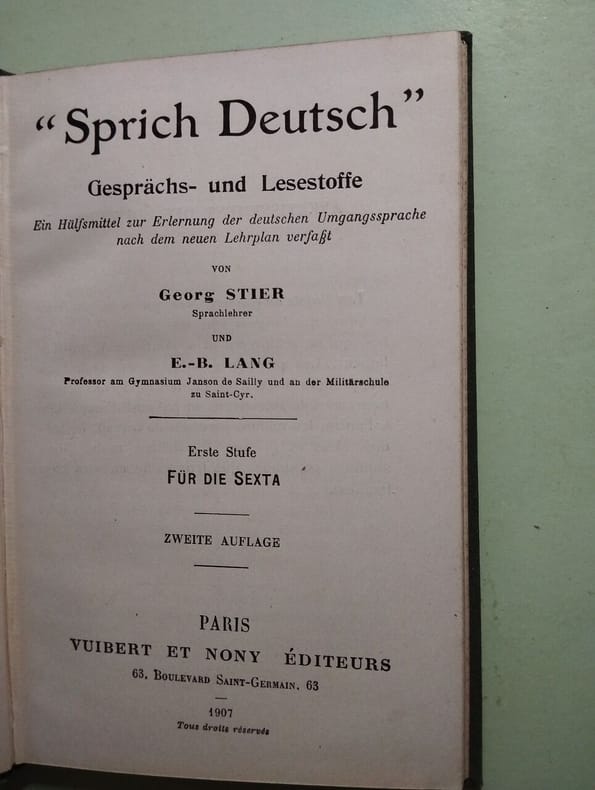 “Sprich Deutsch”
Gesprächs- und Lesestoffe
Ein Hülfsmittel zur Erlernung der deutschen Umgangssprache
nach dem neuen Lehrplan verfaßt
VON
Georg STIER
Sprachlehrer
UND
E.-B. LANG
Professor am Gymnasium Janson de Sailly und an der Militärschule
zu Saint-Cyr.
Erste Stufe
FÜR DIE SEXTA
ZWEITE AUFLAGE
PARIS
VUIBERT ET NONY ÉDITEURS
63, BOULEVARD SAINT-GERMAIN, 63
1907
Tous droits réservés